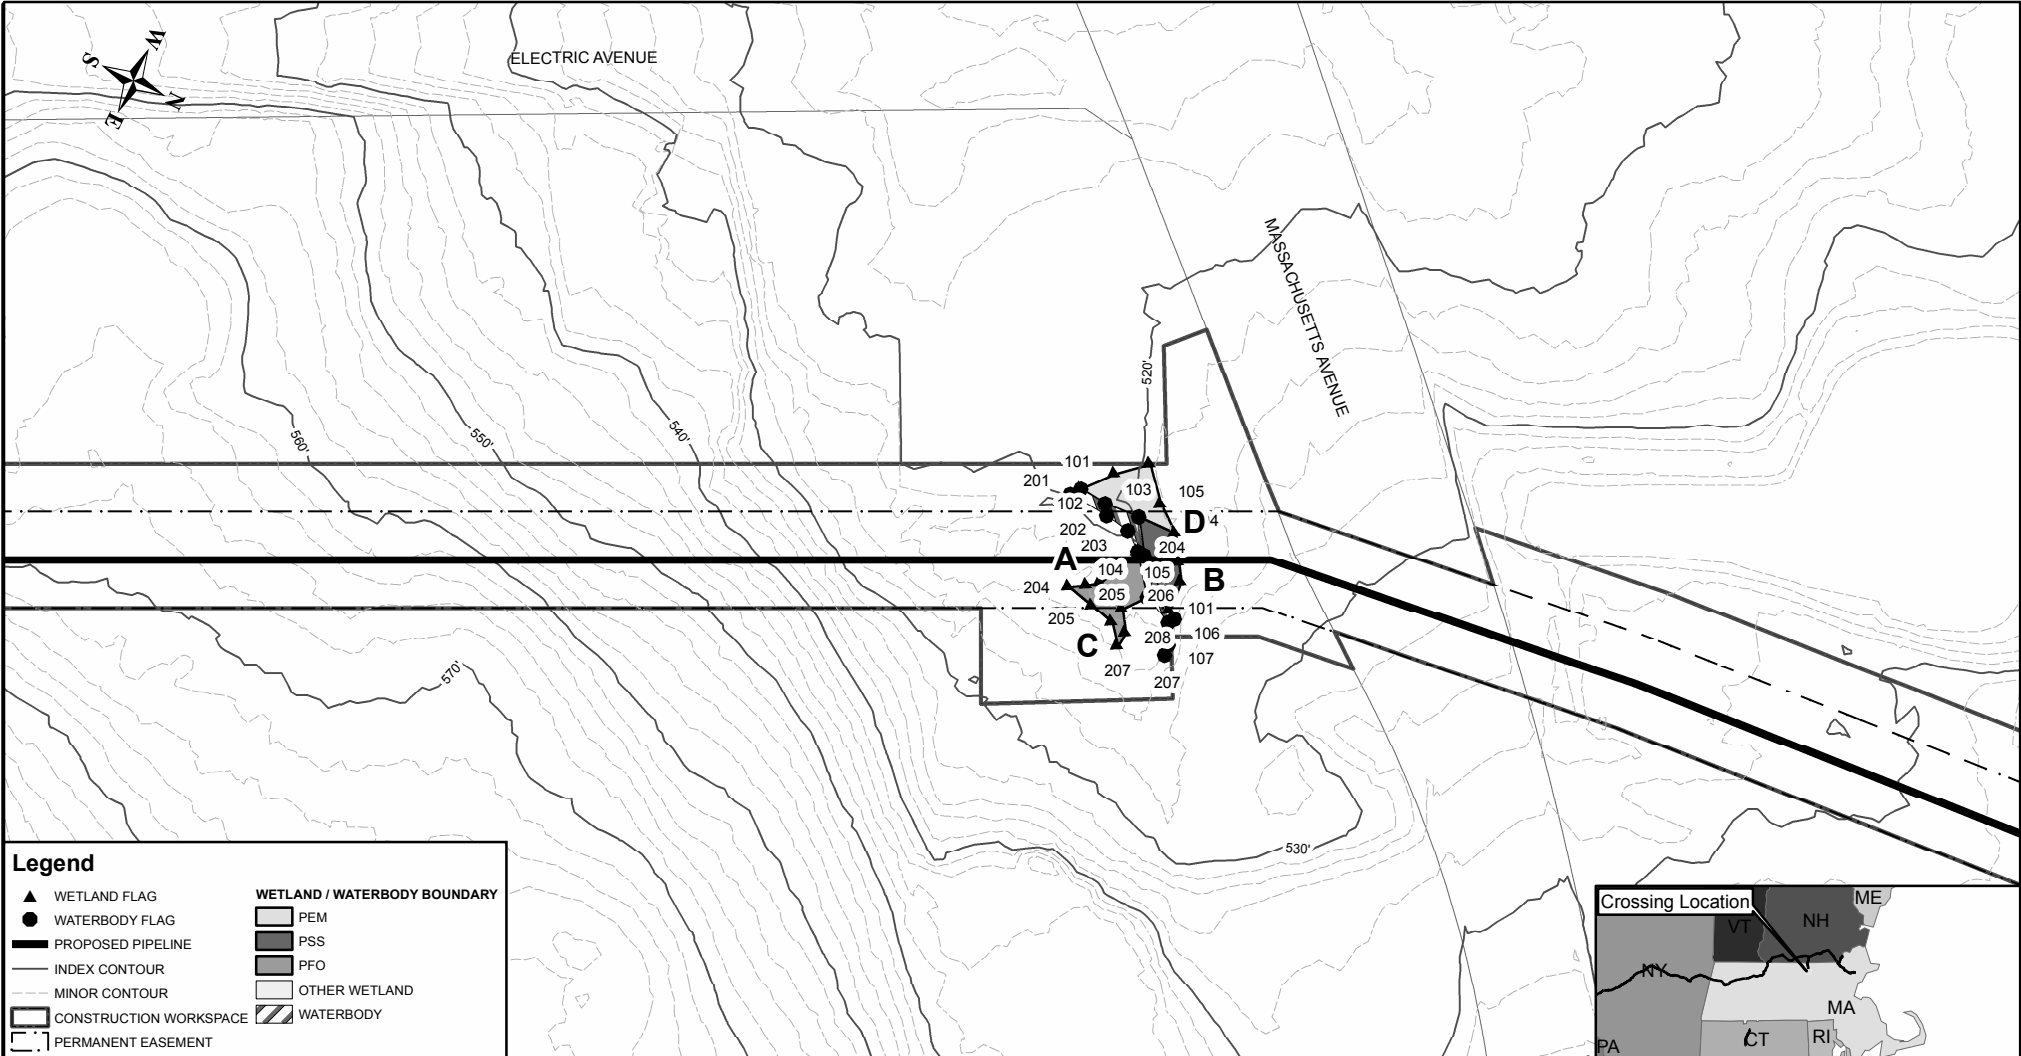 W
S
N
E
ELECTRIC AVENUE
MASSACHUSETTS AVENUE
520'
560'
550'
540'
570'
530'
101
201
103
105
102
D
4
202
203
204
A
104
105
B
204
205
206
101
205
C
208
106
207
107
207
Legend
WETLAND FLAG
WATERBODY FLAG
PROPOSED PIPELINE
INDEX CONTOUR
MINOR CONTOUR
CONSTRUCTION WORKSPACE
PERMANENT EASEMENT
WETLAND / WATERBODY BOUNDARY
PEM
PSS
PFO
OTHER WETLAND
WATERBODY
Crossing Location
ME
VT
NH
NY
MA
CT
RI
PA